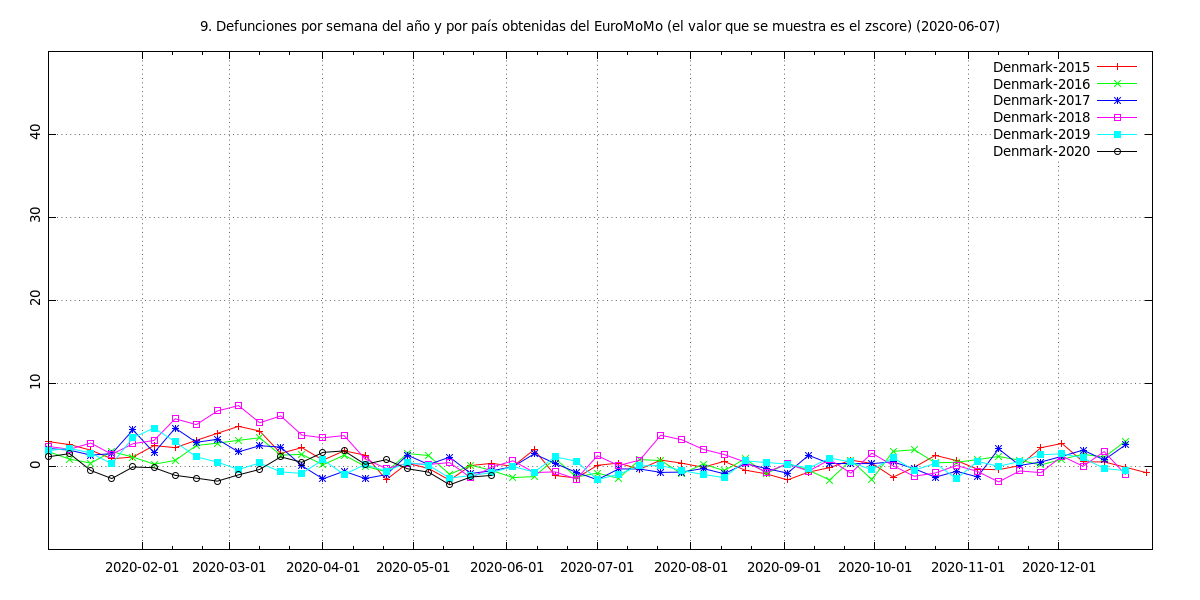 9. Defunciones por semana del año y por país obtenidas del EuroMoMo (el valor que se muestra es el zscore) (2020-06-07)
Denmark-2015
Denmark-2016
Denmark-2017
Denmark-2018
Denmark-2019
Denmark-2020
40
30
20
10
0
2020-02-01 2020-03-01 2020-04-01 2020-05-01 2020-06-01 2020-07-01 2020-08-01 2020-09-01 2020-10-01 2020-11-01 2020-12-01